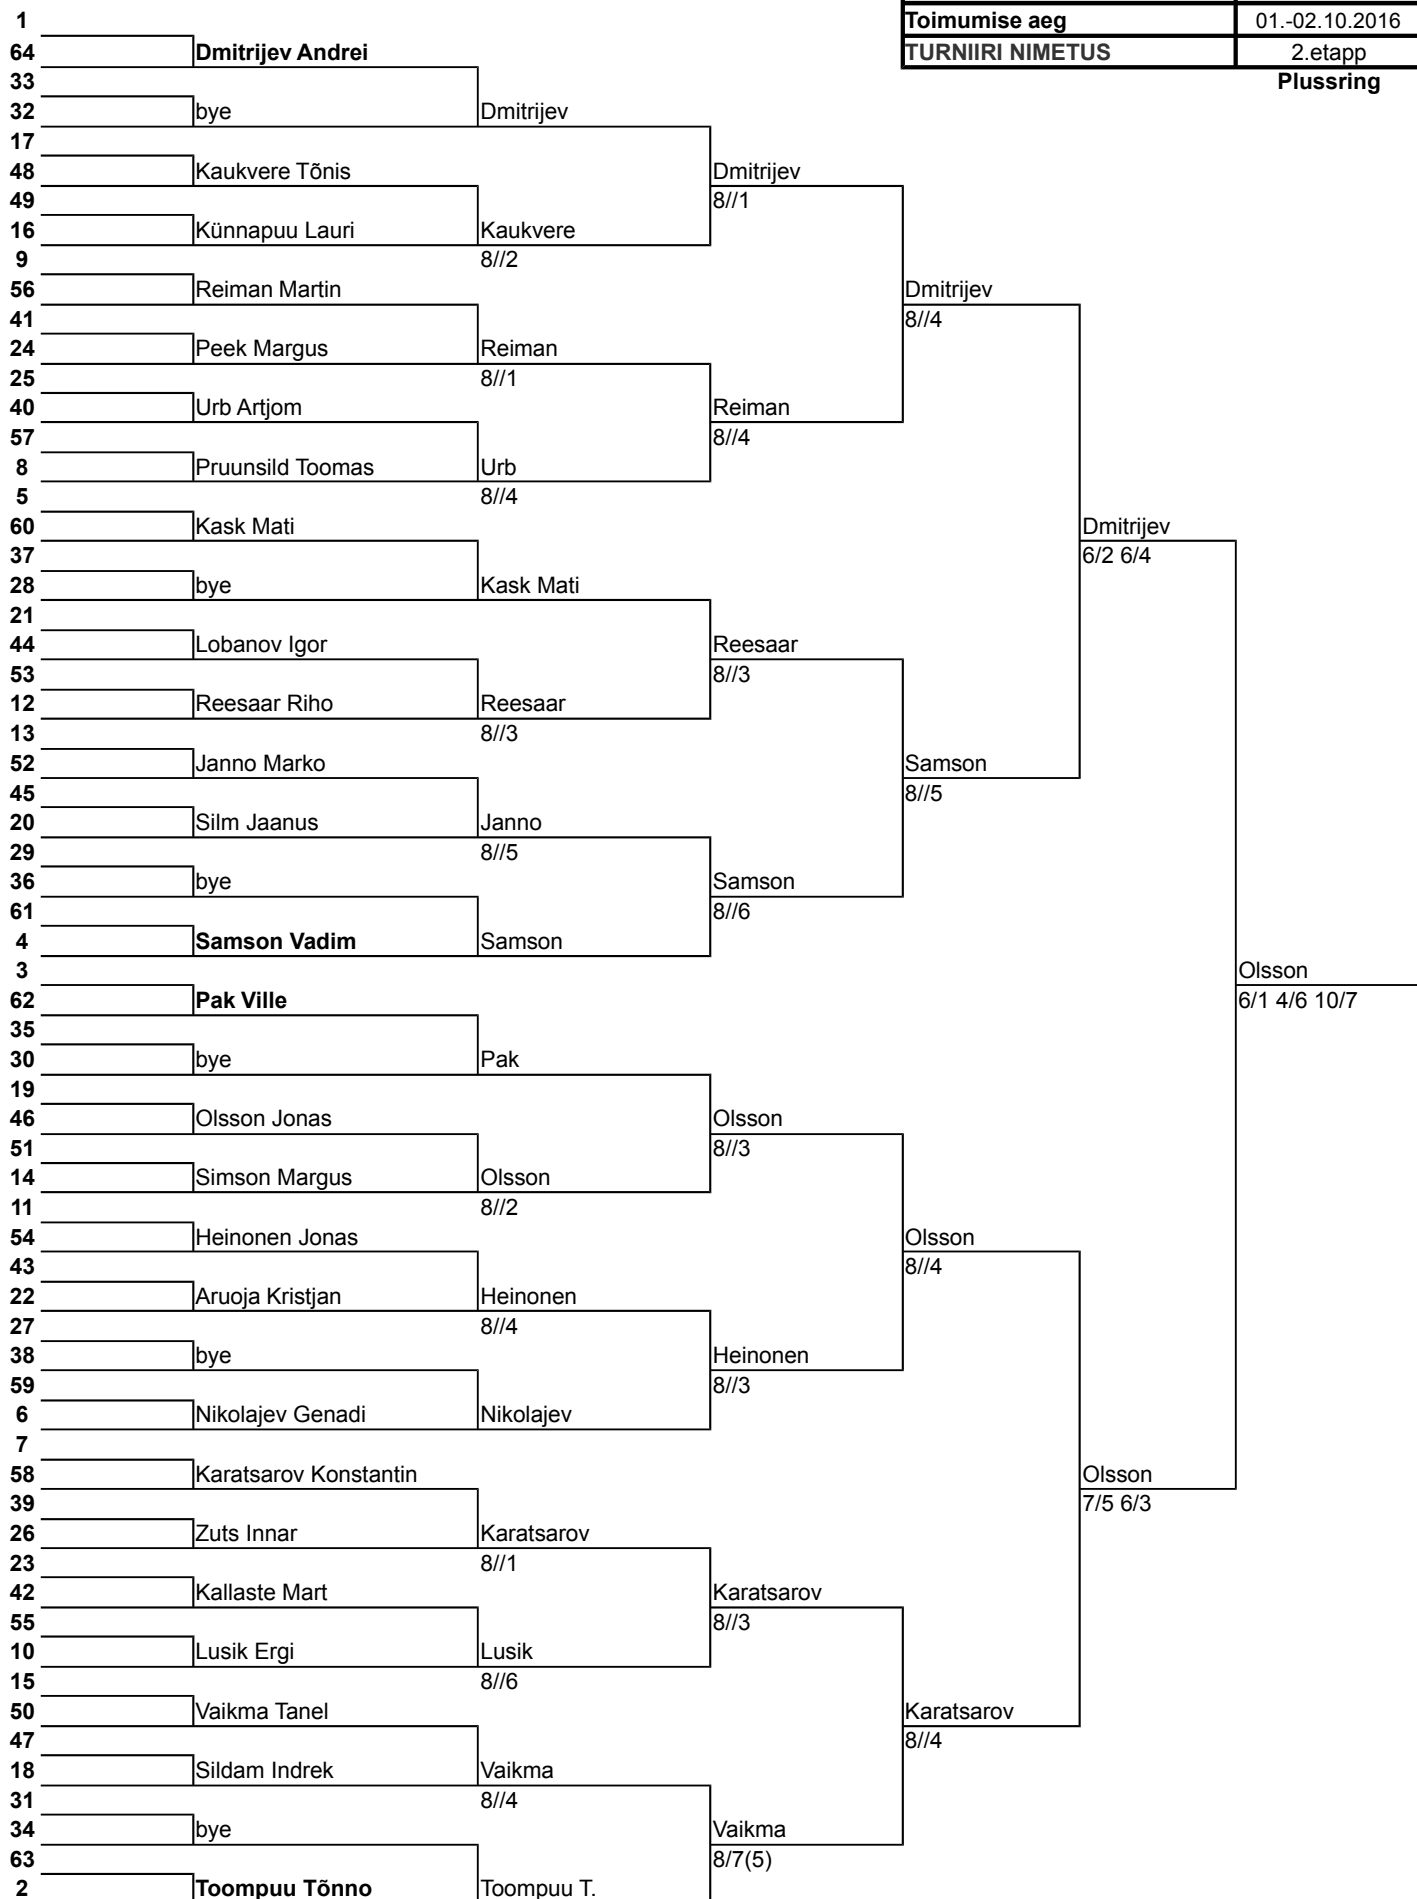 1
Toimumise aeg 01.-02.10.2016
64 Dmitrijev Andrei TURNIIRI NIMETUS 2.etapp
33 Plussring
32 bye Dmitrijev
17
48 Kaukvere Tõnis Dmitrijev
49 8//1
16 Künnapuu Lauri Kaukvere
9 8//2
56 Reiman Martin Dmitrijev
41 8//4
24 Peek Margus Reiman
25 8//1
40 Urb Artjom Reiman
57 8//4
8 Pruunsild Toomas Urb
5 8//4
60 Kask Mati Dmitrijev
37 6/2 6/4
28 bye Kask Mati
21
44 Lobanov Igor Reesaar
53 8//3
12 Reesaar Riho Reesaar
13 8//3
52 Janno Marko Samson
45 8//5
20 Silm Jaanus Janno
29 8//5
36 bye Samson
61 8//6
4 Samson Vadim Samson
3 Olsson
62 Pak Ville 6/1 4/6 10/7
35
30 bye Pak
19
46 Olsson Jonas Olsson
51 8//3
14 Simson Margus Olsson
11 8//2
54 Heinonen Jonas Olsson
43 8//4
22 Aruoja Kristjan Heinonen
27 8//4
38 bye Heinonen
59 8//3
6 Nikolajev Genadi Nikolajev
7
58 Karatsarov Konstantin Olsson
39 7/5 6/3
26 Zuts Innar Karatsarov
23 8//1
42 Kallaste Mart Karatsarov
55 8//3
10 Lusik Ergi Lusik
15 8//6
50 Vaikma Tanel Karatsarov
47 8//4
18 Sildam Indrek Vaikma
31 8//4
34 bye Vaikma
63 8/7(5)
2 Toompuu Tõnno Toompuu T.